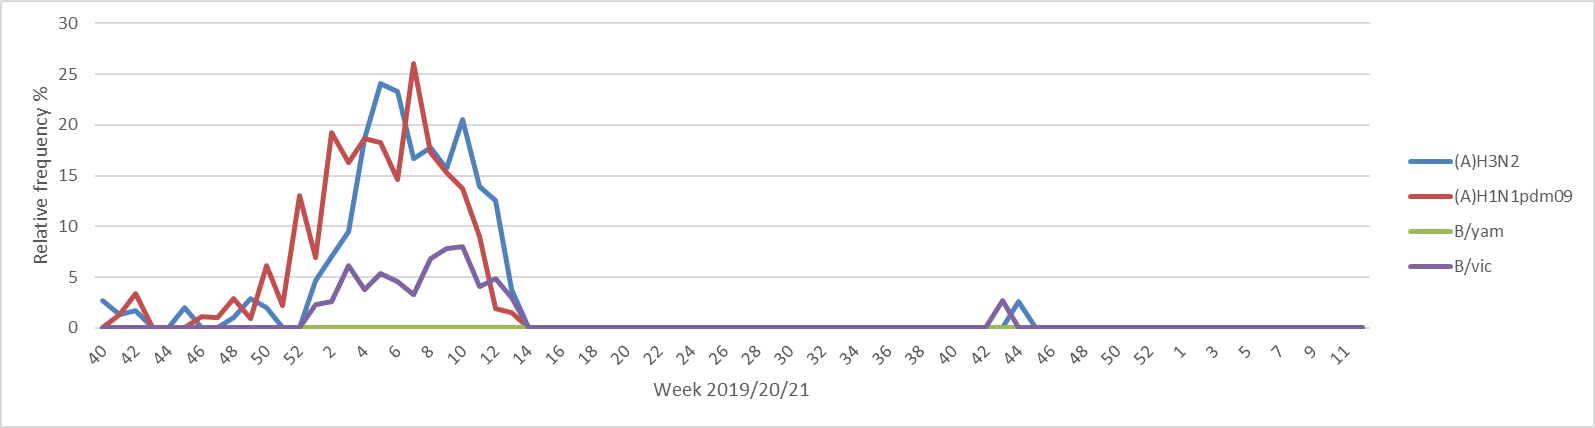 30
25
20
15
10
5
0
Relative frequency %
40 42 44 46 48 50 52 2 4 6 8 10 12 14 16 18 20 22 24 26 28 30 32 34 36 38 40 42 44 46 48 50 52 1 3 5 7 9 11
Week 2019/20/21
(A)H3N2
(A)H1N1pdm09
B/yam
B/vic